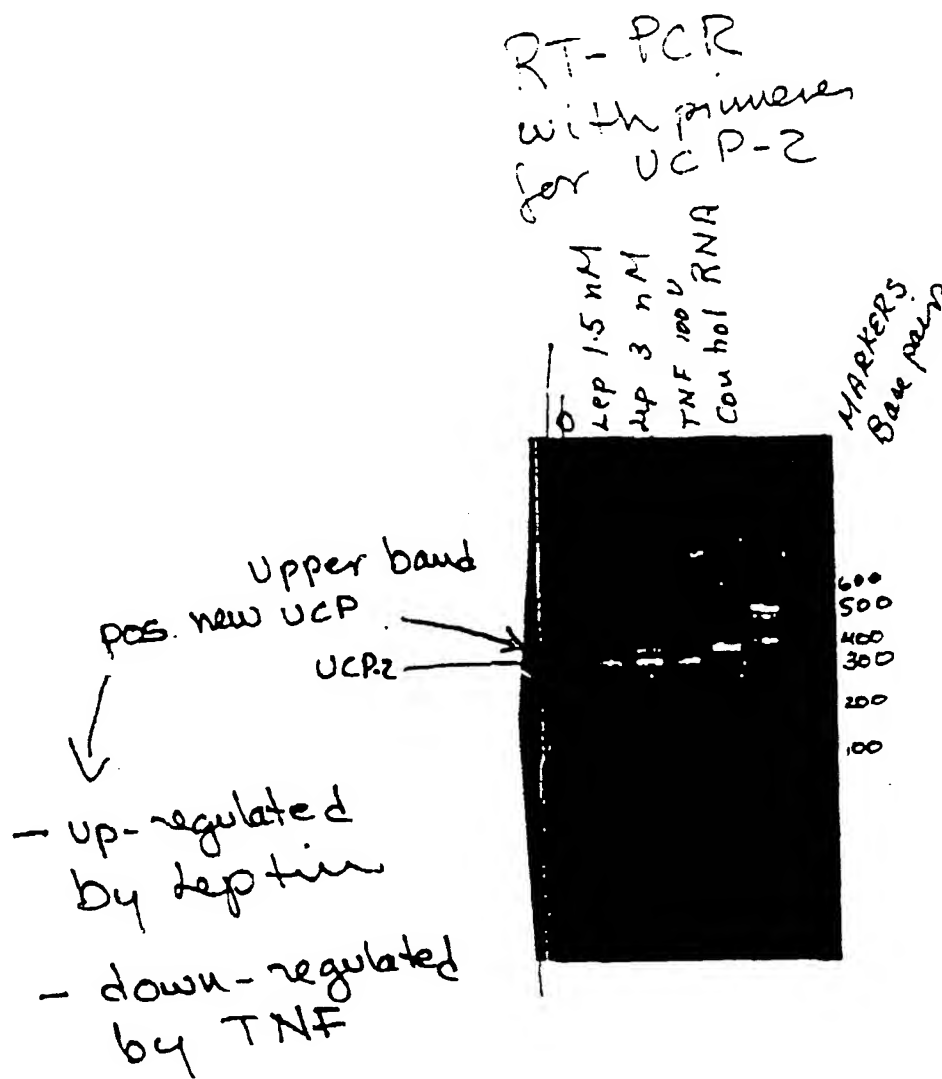 RT-PCR
with primers
for UCP-2
0
Lep 1.5 nM
Lep 3 nM
TNF 100 U
Control RNA
MARKERS
Base pairs
600
500
400
300
200
100
Upper band
pos. new UCP
UCP-2
- up-regulated
by Leptin
- down-regulated
by TNF